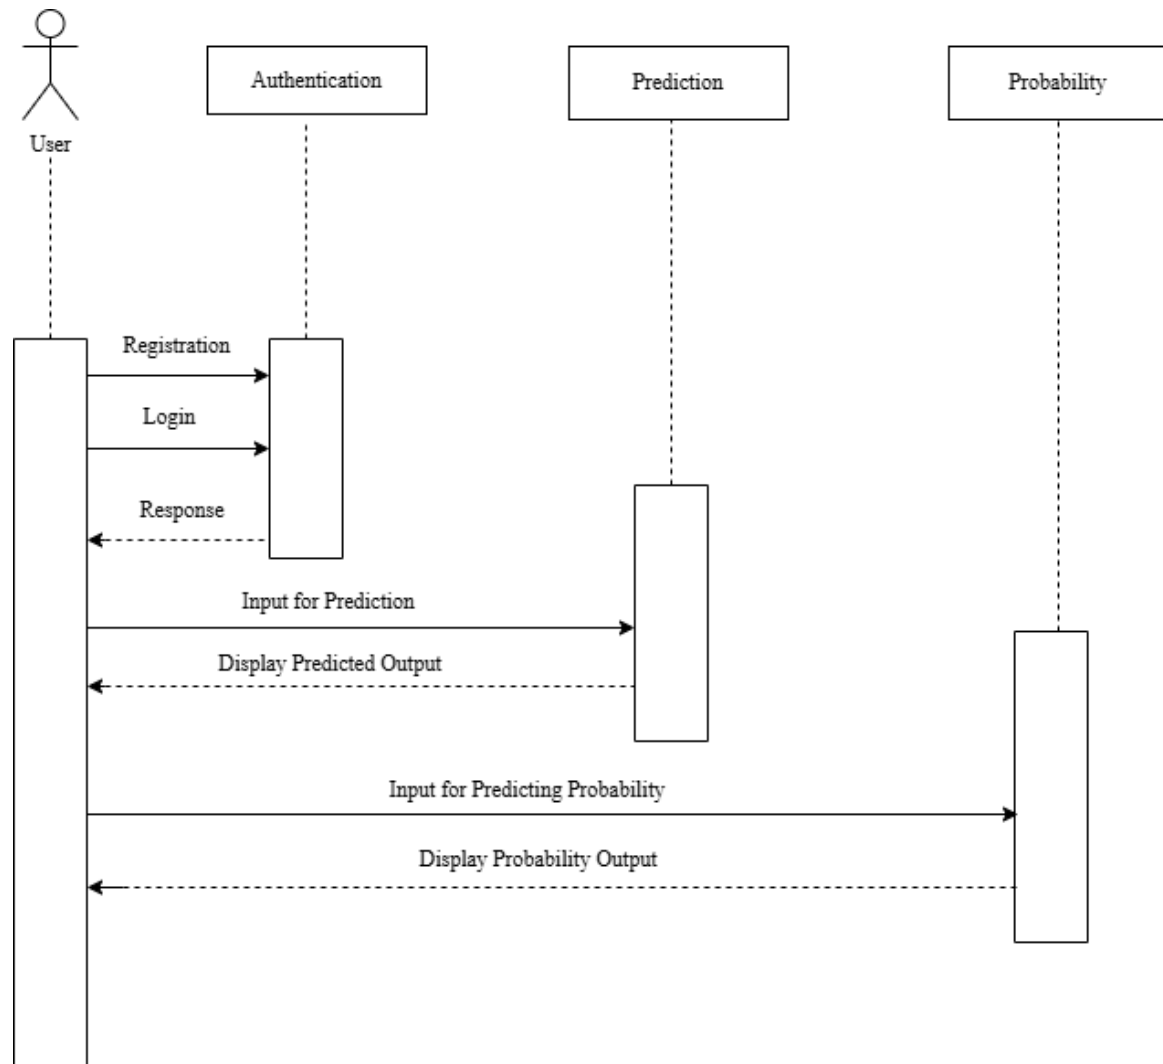 Authentication
Prediction
Probability
User
Registration
Login
Response
Input for Prediction
Display Predicted Output
Input for Predicting Probability
Display Probability Output